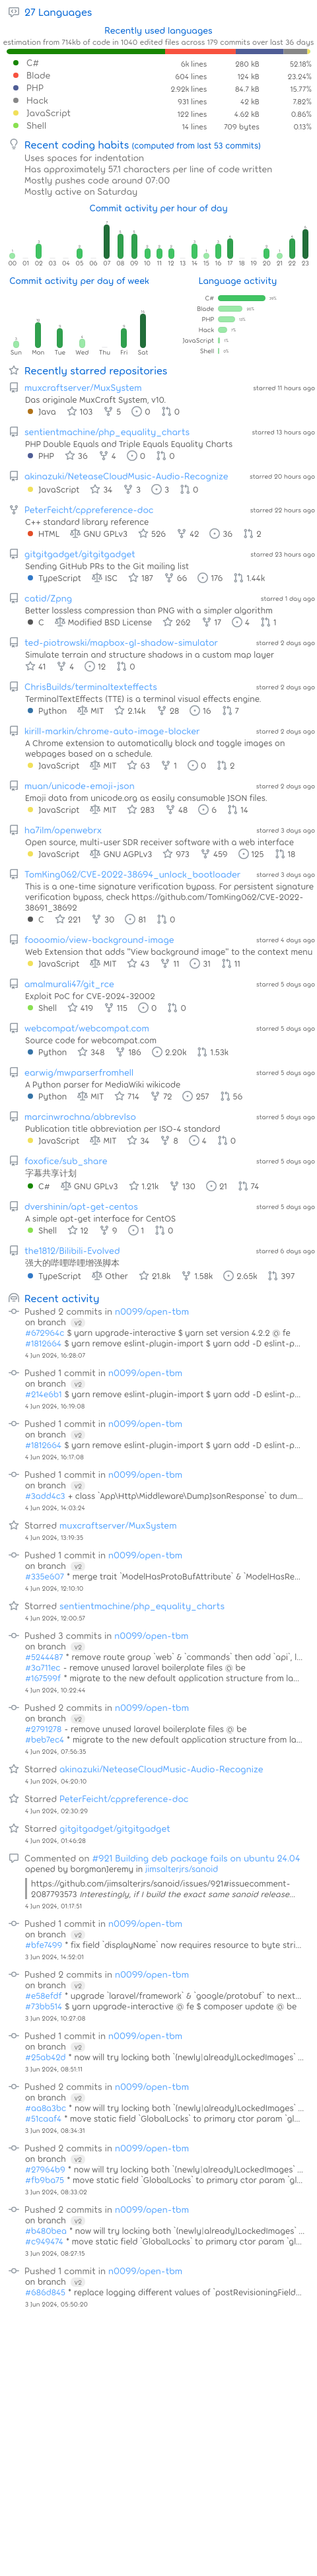 27 Languages
Recently used languages
estimation from 714kb of code in 1040 edited files across 179 commits over last 36 days
C# 6k lines 280 kB 52.18%
Blade 604 lines 124 kB 23.24%
PHP 2.92k lines 84.7 kB 15.77%
Hack 931 lines 42 kB 7.82%
JavaScript 122 lines 4.62 kB 0.86%
Shell 14 lines 709 bytes 0.13%
Recent coding habits (computed from last 53 commits)
Uses spaces for indentation
Has approximately 57.1 characters per line of code written
Mostly pushes code around 07:00
Mostly active on Saturday
Commit activity per hour of day
00 01 02 03 04 05 06 07 08 09 10 11 12 13 14 15 16 17 18 19 20 21 22 23
Commit activity per day of week
Sun Mon Tue Wed Thu Fri Sat
Language activity
C#
Blade
PHP
Hack
JavaScript
Shell
Recently starred repositories
muxcraftserver/MuxSystem starred 11 hours ago
Das originale MuxCraft System, v1.0.
Java 103 5 0 0
sentientmachine/php_equality_charts starred 13 hours ago
PHP Double Equals and Triple Equals Equality Charts
PHP 36 4 0 0
akinazuki/NeteaseCloudMusic-Audio-Recognize starred 20 hours ago
JavaScript 34 3 3 0
PeterFeicht/cppreference-doc starred 22 hours ago
C++ standard library reference
HTML GNU GPLv3 526 42 36 2
gitgitgadget/gitgitgadget starred 23 hours ago
Sending GitHub PRs to the Git mailing list
TypeScript ISC 187 66 176 1.44k
catid/Zpng starred 1 day ago
Better lossless compression than PNG with a simpler algorithm
C Modified BSD License 262 17 4 1
ted-piotrowski/mapbox-gl-shadow-simulator starred 2 days ago
Simulate terrain and structure shadows in a custom map layer
41 4 12 0
ChrisBuilds/terminaltexteffects starred 2 days ago
TerminalTextEffects (TTE) is a terminal visual effects engine.
Python MIT 2.14k 28 16 7
kirill-markin/chrome-auto-image-blocker starred 2 days ago
A Chrome extension to automatically block and toggle images on
webpages based on a schedule.
JavaScript MIT 63 1 0 2
muan/unicode-emoji-json starred 2 days ago
Emoji data from unicode.org as easily consumable JSON files.
JavaScript MIT 283 48 6 14
ha7ilm/openwebrx starred 3 days ago
Open source, multi-user SDR receiver software with a web interface
JavaScript GNU AGPLv3 973 459 125 18
TomKing062/CVE-2022-38694_unlock_bootloader starred 3 days ago
This is a one-time signature verification bypass. For persistent signature
verification bypass, check https://github.com/TomKing062/CVE-2022-
38691_38692
C 221 30 81 0
foooomio/view-background-image starred 4 days ago
Web Extension that adds "View background image" to the context menu
JavaScript MIT 43 11 31 11
amalmurali47/git_rce starred 5 days ago
Exploit PoC for CVE-2024-32002
Shell 419 115 0 0
webcompat/webcompat.com starred 5 days ago
Source code for webcompat.com
Python 348 186 2.20k 1.53k
earwig/mwparserfromhell starred 5 days ago
A Python parser for MediaWiki wikicode
Python MIT 714 72 257 56
marcinwrochna/abbrevIso starred 5 days ago
Publication title abbreviation per ISO-4 standard
JavaScript MIT 34 8 4 0
foxofice/sub_share starred 5 days ago
字幕共享计划
C# GNU GPLv3 1.21k 130 21 74
dvershinin/apt-get-centos starred 5 days ago
A simple apt-get interface for CentOS
Shell 12 9 1 0
the1812/Bilibili-Evolved starred 6 days ago
强大的哔哩哔哩增强脚本
TypeScript Other 21.8k 1.58k 2.65k 397
Recent activity
Pushed 2 commits in n0099/open-tbm
on branch v2
#672964c $ yarn upgrade-interactive $ yarn set version 4.2.2 @ fe
#1812664 $ yarn remove eslint-plugin-import $ yarn add -D eslint-p...
4 Jun 2024, 16:28:07
Pushed 1 commit in n0099/open-tbm
on branch v2
#214e6b1 $ yarn remove eslint-plugin-import $ yarn add -D eslint-p...
4 Jun 2024, 16:19:08
Pushed 1 commit in n0099/open-tbm
on branch v2
#1812664 $ yarn remove eslint-plugin-import $ yarn add -D eslint-p...
4 Jun 2024, 16:17:08
Pushed 1 commit in n0099/open-tbm
on branch v2
#3add4c3 + class `App\Http\Middleware\DumpJsonResponse` to dum...
4 Jun 2024, 14:03:24
Starred muxcraftserver/MuxSystem
4 Jun 2024, 13:19:35
Pushed 1 commit in n0099/open-tbm
on branch v2
#335e607 * merge trait `ModelHasProtoBufAttribute` & `ModelHasRe...
4 Jun 2024, 12:10:10
Starred sentientmachine/php_equality_charts
4 Jun 2024, 12:00:57
Pushed 3 commits in n0099/open-tbm
on branch v2
#5244487 * remove route group `web` & `commands` then add `api`, l...
#3a711ec - remove unused laravel boilerplate files @ be
#167599f * migrate to the new default application structure from la...
4 Jun 2024, 10:22:44
Pushed 2 commits in n0099/open-tbm
on branch v2
#2791278 - remove unused laravel boilerplate files @ be
#beb7ec4 * migrate to the new default application structure from la...
4 Jun 2024, 07:56:35
Starred akinazuki/NeteaseCloudMusic-Audio-Recognize
4 Jun 2024, 04:20:10
Starred PeterFeicht/cppreference-doc
4 Jun 2024, 02:30:29
Starred gitgitgadget/gitgitgadget
4 Jun 2024, 01:46:28
Commented on #921 Building deb package fails on ubuntu 24.04
opened by borgmanJeremy in jimsalterjrs/sanoid
https://github.com/jimsalterjrs/sanoid/issues/921#issuecomment-
2087793573 Interestingly, if I build the exact same sanoid release...
4 Jun 2024, 01:17:51
Pushed 1 commit in n0099/open-tbm
on branch v2
#bfe7499 * fix field `displayName` now requires resource to byte stri...
3 Jun 2024, 14:52:01
Pushed 2 commits in n0099/open-tbm
on branch v2
#e58efdf * upgrade `laravel/framework` & `google/protobuf` to next...
#73bb514 $ yarn upgrade-interactive @ fe $ composer update @ be
3 Jun 2024, 10:27:08
Pushed 1 commit in n0099/open-tbm
on branch v2
#25ab42d * now will try locking both `(newly|already)LockedImages` ...
3 Jun 2024, 08:51:11
Pushed 2 commits in n0099/open-tbm
on branch v2
#aa8a3bc * now will try locking both `(newly|already)LockedImages` ...
#51caaf4 * move static field `GlobalLocks` to primary ctor param `gl...
3 Jun 2024, 08:34:31
Pushed 2 commits in n0099/open-tbm
on branch v2
#27964b9 * now will try locking both `(newly|already)LockedImages` ...
#fb9ba75 * move static field `GlobalLocks` to primary ctor param `gl...
3 Jun 2024, 08:33:02
Pushed 2 commits in n0099/open-tbm
on branch v2
#b480bea * now will try locking both `(newly|already)LockedImages` ...
#c949474 * move static field `GlobalLocks` to primary ctor param `gl...
3 Jun 2024, 08:27:15
Pushed 1 commit in n0099/open-tbm
on branch v2
#686d845 * replace logging different values of `postRevisioningField...
3 Jun 2024, 05:50:20